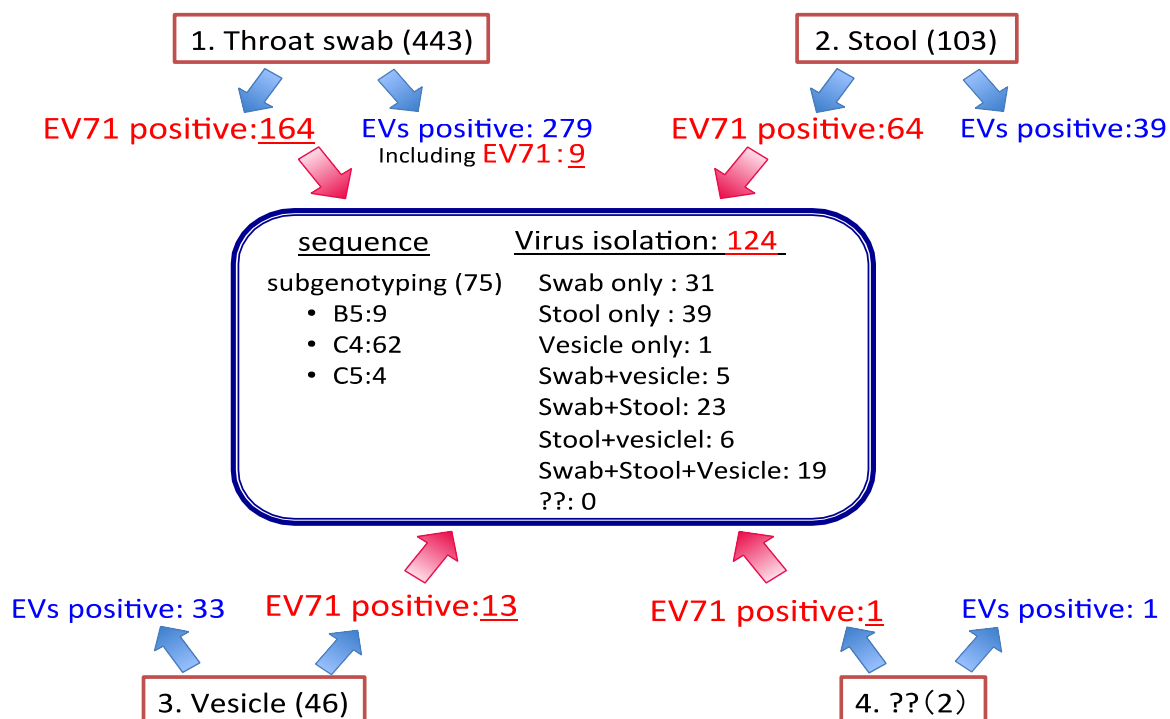 1. Throat swab (443)
2. Stool (103)
EV71 positive:164
EVs positive: 279
Including EV71:9
EV71 positive:64
EVs positive:39
sequence
subgenotyping (75)
• B5:9
• C4:62
• C5:4
Virus isolation: 124
Swab only : 31
Stool only : 39
Vesicle only: 1
Swab+vesicle: 5
Swab+Stool: 23
Stool+vesiclel: 6
Swab+Stool+Vesicle: 19
??: 0
EVs positive: 33
EV71 positive:13
EV71 positive:1
EVs positive: 1
3. Vesicle (46)
4. ??(2)